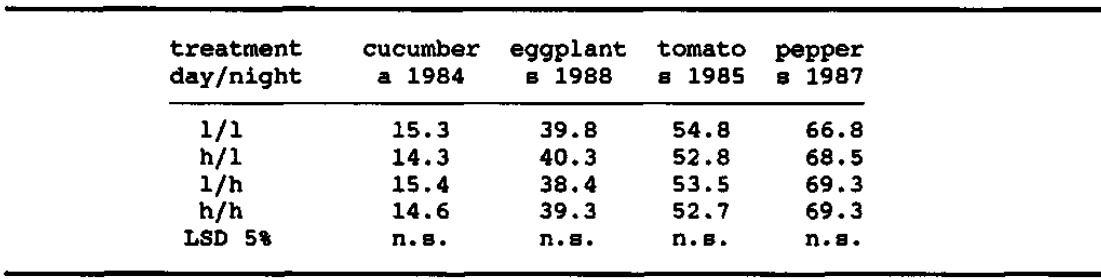 treatment cucumber eggplant tomato pepper
day/night a 1984 s 1988 s 1985 s 1987
l/l 15.3 39.8 54.8 66.8
h/l 14.3 40.3 52.8 68.5
l/h 15.4 38.4 53.5 69.3
h/h 14.6 39.3 52.7 69.3
LSD 5% n.s. n.s. n.s. n.s.